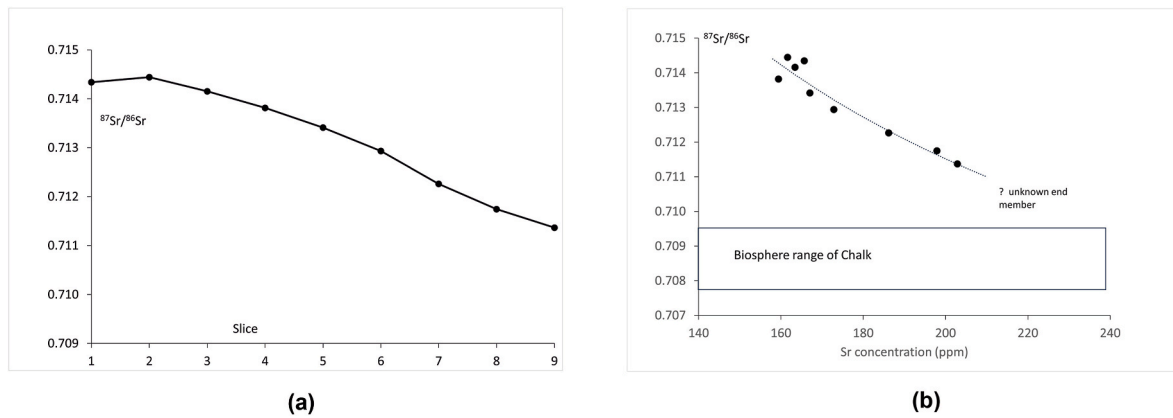 0.715
0.714
0.713
0.712
0.711
0.710
0.709
⁸⁷Sr/⁸⁶Sr
Slice
1 2 3 4 5 6 7 8 9
(a)
0.715
0.714
0.713
0.712
0.711
0.710
0.709
0.708
0.707
⁸⁷Sr/⁸⁶Sr
? unknown end
member
Biosphere range of Chalk
140 160 180 200 220 240
Sr concentration (ppm)
(b)